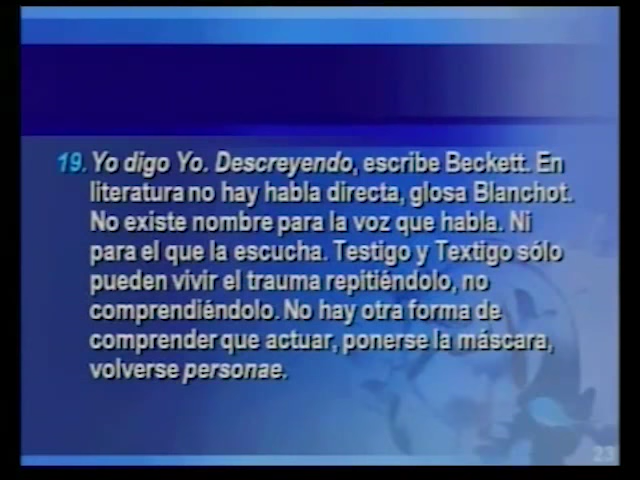 19. Yo digo Yo. Descreyendo, escribe Beckett. En
literatura no hay habla directa, glosa Blanchot.
No existe nombre para la voz que habla. Ni
para el que la escucha. Testigo y Textigo sólo
pueden vivir el trauma repitiéndolo, no
comprendiéndolo. No hay otra forma de
comprender que actuar, ponerse la máscara,
volverse personae.
23